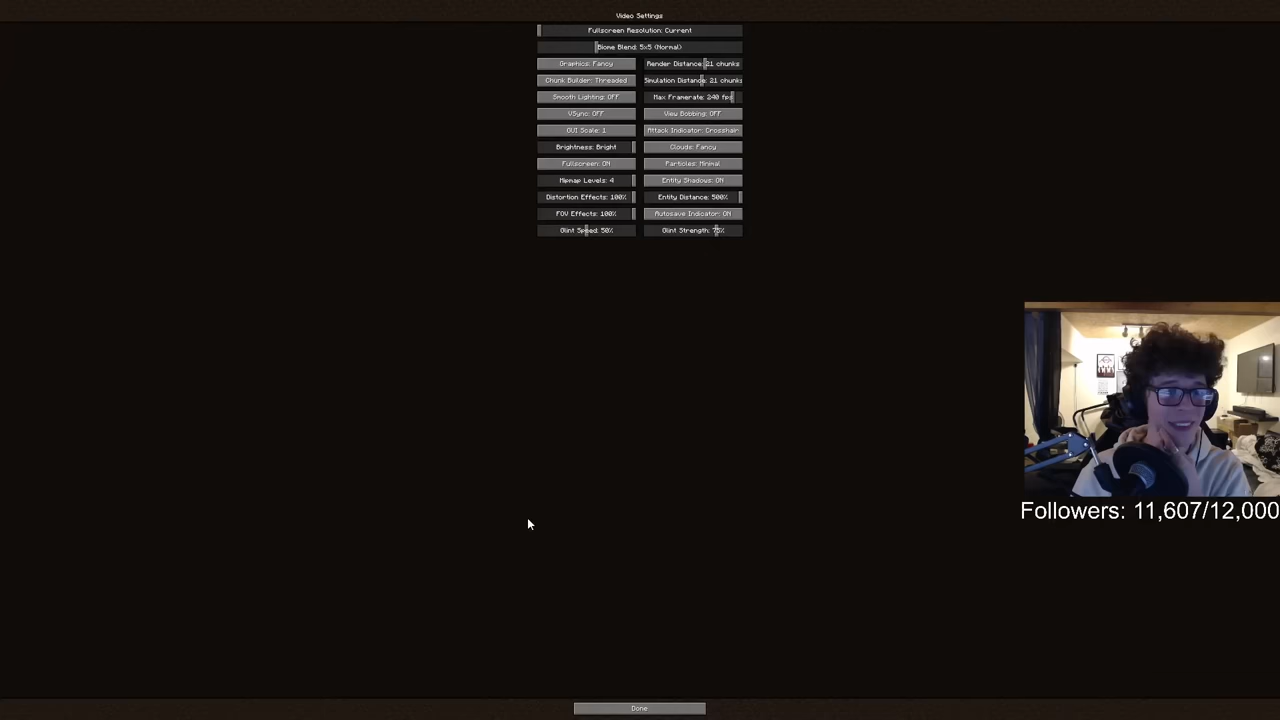 Video Settings
Fullscreen Resolution: Current
Biome Blend: 5x5 (Normal)
Graphics: Fancy
Render Distance: 21 chunks
Chunk Builder: Threaded
Simulation Distance: 21 chunks
Smooth Lighting: OFF
Max Framerate: 240 fps
VSync: OFF
View Bobbing: OFF
GUI Scale: 1
Attack Indicator: Crosshair
Brightness: Bright
Clouds: Fancy
Fullscreen: ON
Particles: Minimal
Mipmap Levels: 4
Entity Shadows: ON
Distortion Effects: 100%
Entity Distance: 500%
FOV Effects: 100%
Autosave Indicator: ON
Glint Speed: 50%
Glint Strength: 75%
Followers: 11,607/12,000
Done